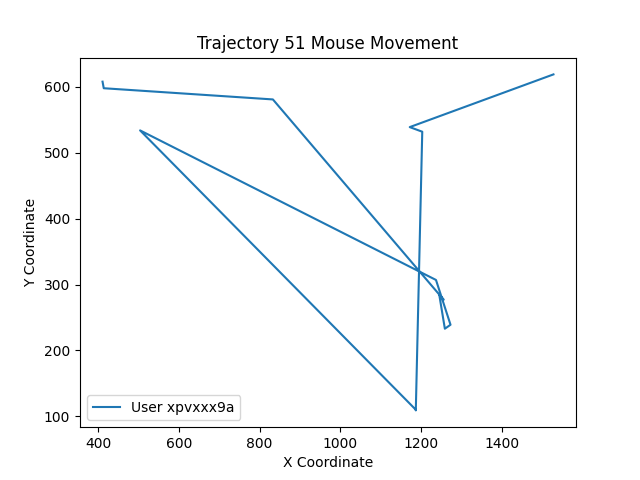 Trajectory 51 Mouse Movement
Y Coordinate
600
500
400
300
200
100
User xpvxxx9a
400 600 800 1000 1200 1400
X Coordinate